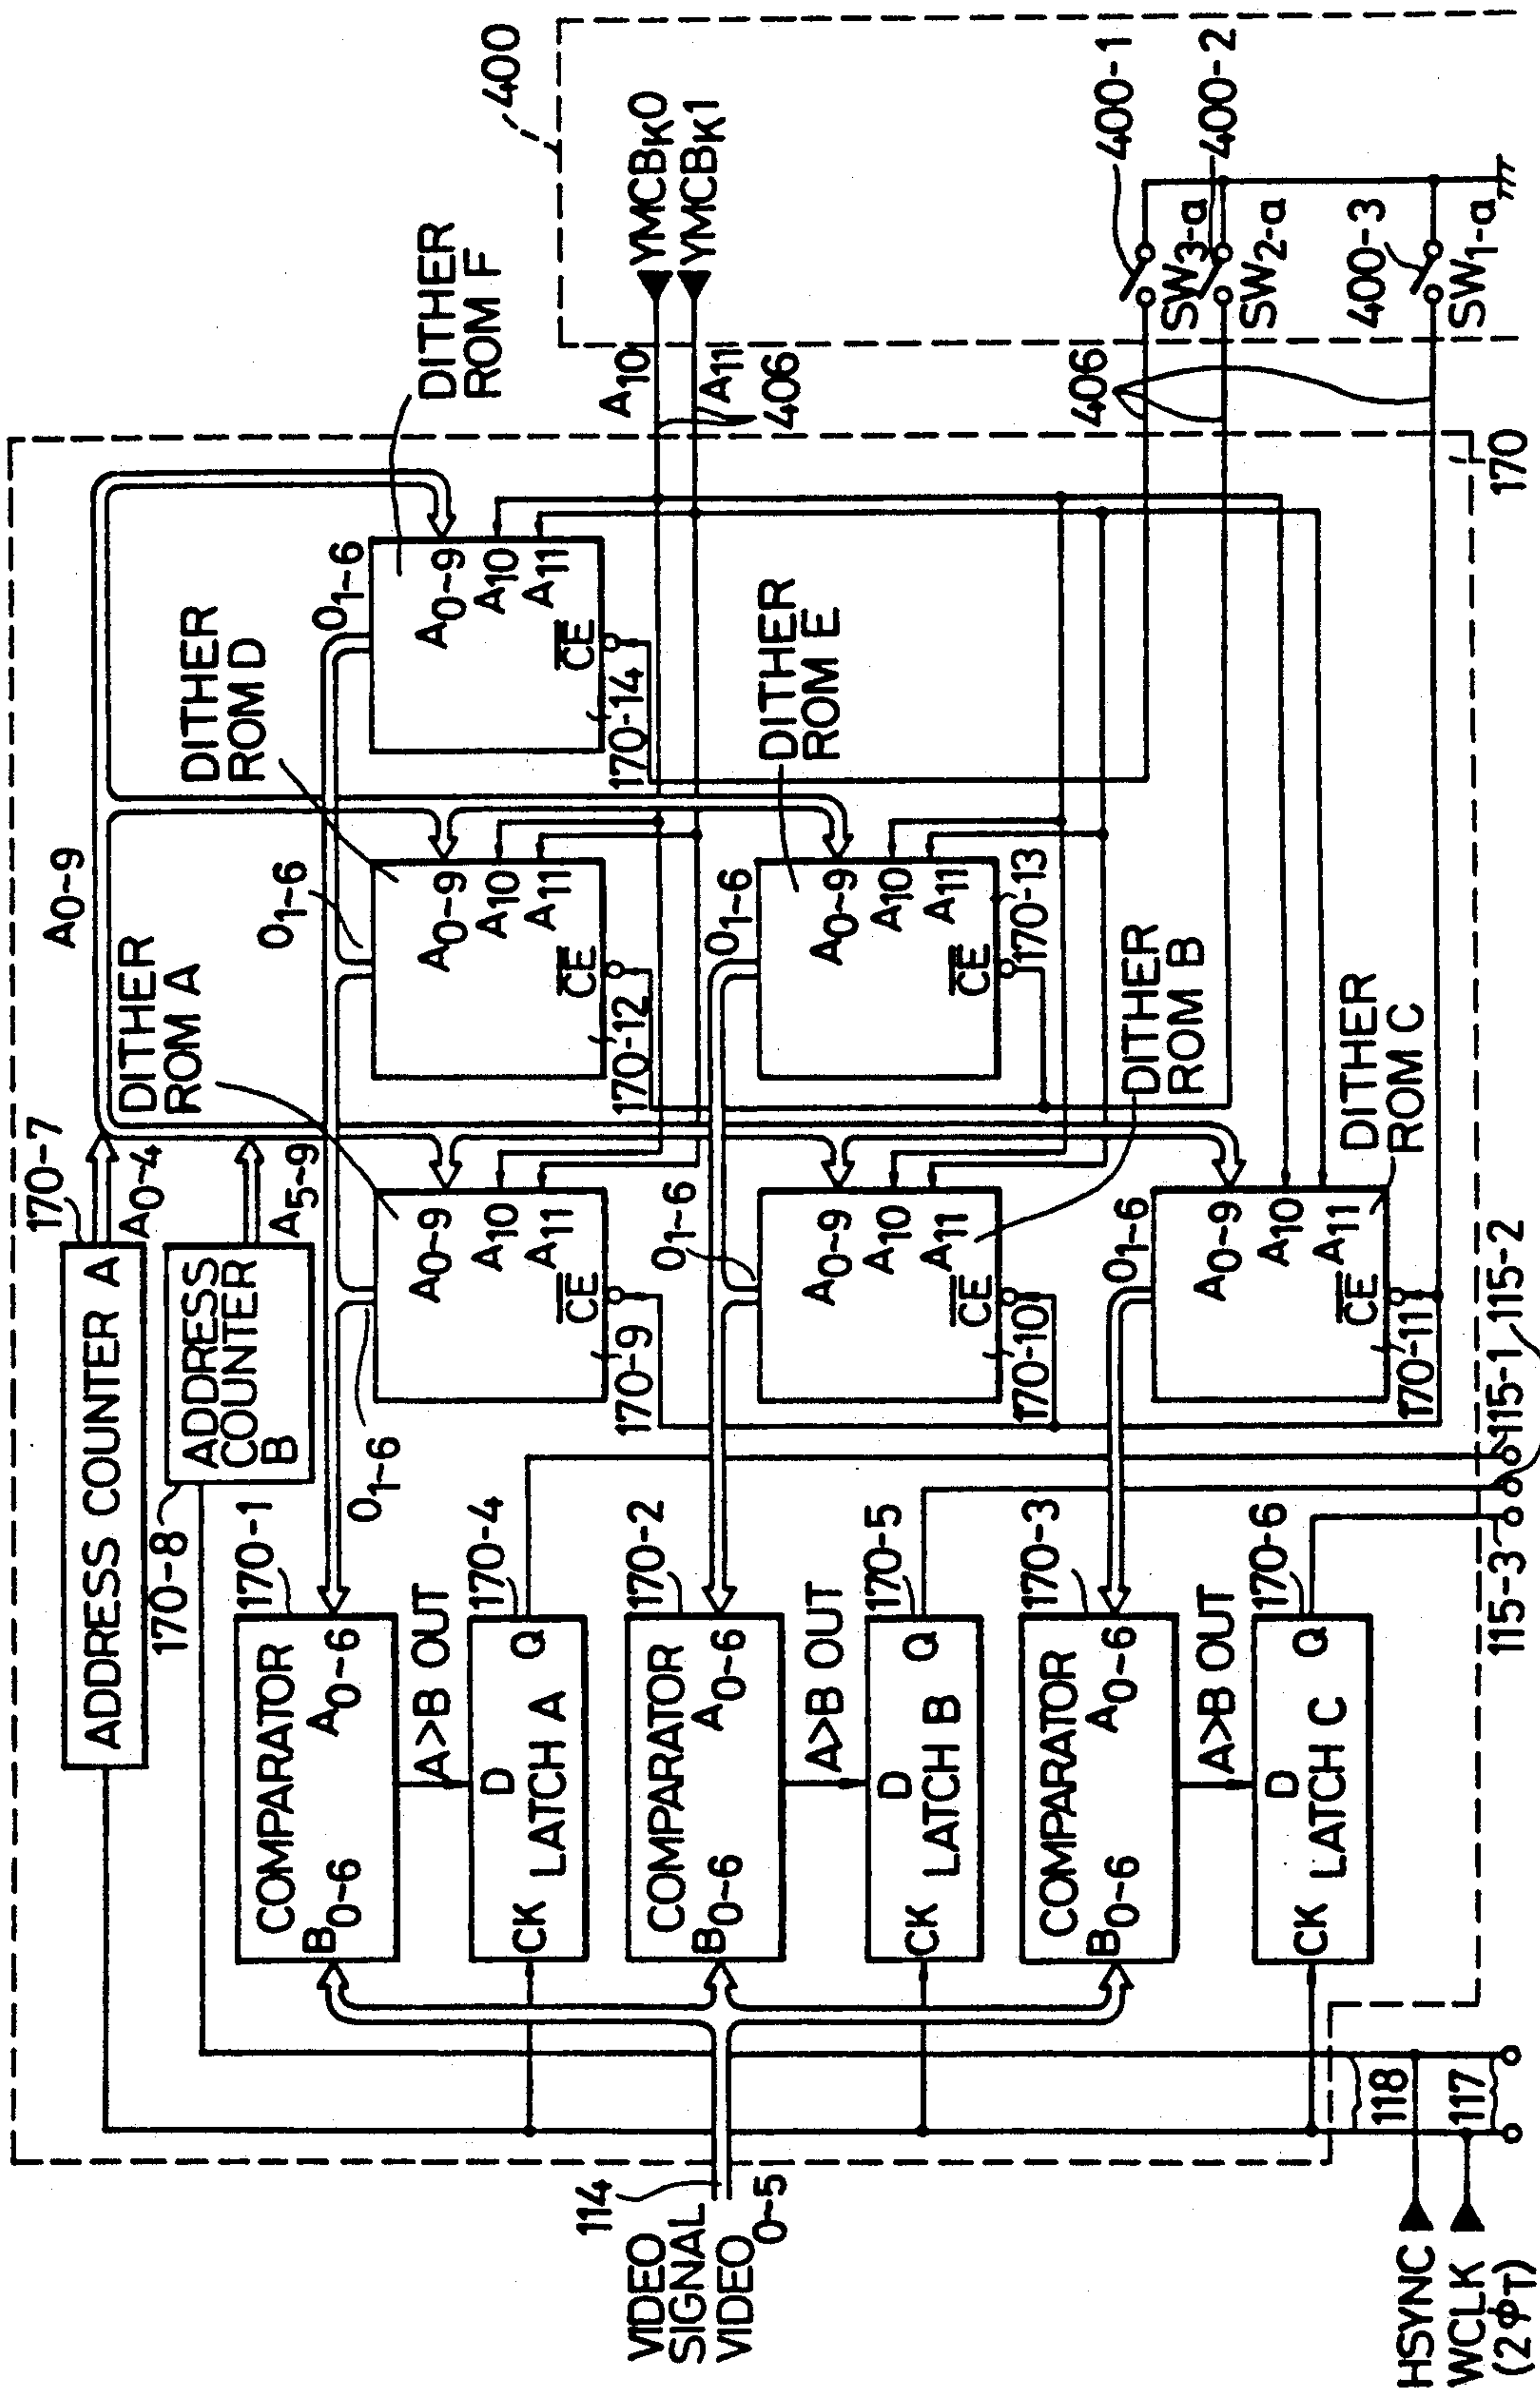 170-7
ADDRESS COUNTER A
A0~4
170-8
ADDRESS
COUNTER
B
A5~9
A0~9
DITHER
ROM A
DITHER
ROM D
DITHER
ROM F
170-1
COMPARATOR
B0~6
A0~6
A>B OUT
170-4
D
CK
LATCH A
Q
O1~6
O1~6
A0~9
A10
A11
CE
170-9
O1~6
A0~9
A10
A11
CE
170-12
O1~6
A0~9
A10
A11
CE
170-14
A10
A11
406
400
YMCBK0
YMCBK1
114
VIDEO
SIGNAL
VIDEO 0-5
170-2
COMPARATOR
B0~6
A0~6
A>B OUT
170-5
D
CK
LATCH B
Q
O1~6
A0~9
A10
A11
CE
170-10
O1~6
A0~9
A10
A11
CE
170-13
DITHER
ROM E
DITHER
ROM B
170-3
COMPARATOR
B0~6
A0~6
A>B OUT
170-6
D
CK
LATCH C
Q
O1~6
A0~9
A10
A11
CE
170-11
DITHER
ROM C
406
400-1
SW3-a
400-2
SW2-a
400-3
SW1-a
170
HSYNC
WCLK
(2ΦT)
118
117
115-3
115-1
115-2